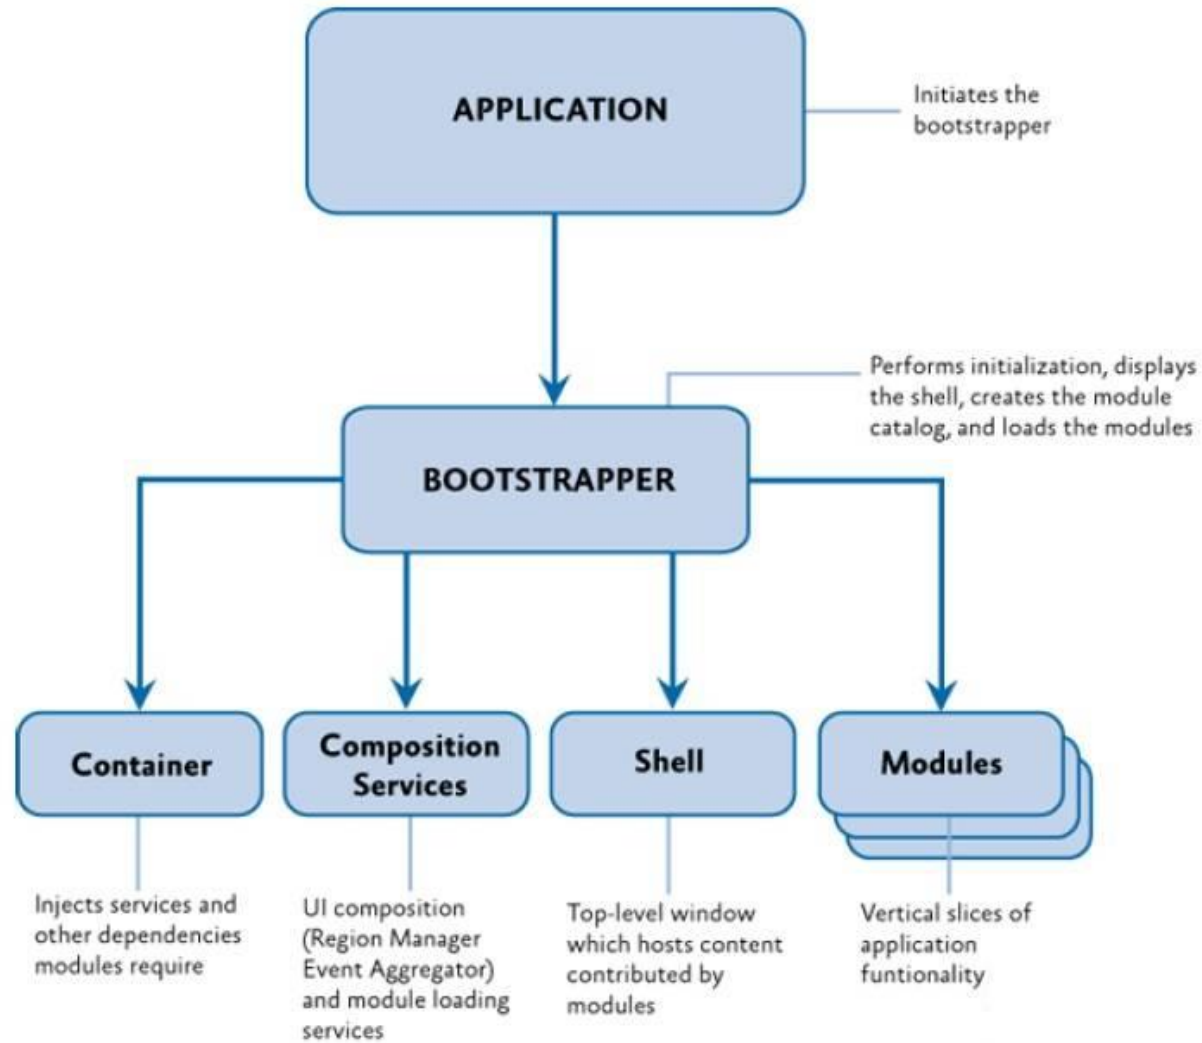 APPLICATION
Initiates the
bootstrapper
Performs initialization, displays
the shell, creates the module
catalog, and loads the modules
BOOTSTRAPPER
Container
Composition
Services
Shell
Modules
Injects services and
other dependencies
modules require
UI composition
(Region Manager
Event Aggregator)
and module loading
services
Top-level window
which hosts content
contributed by
modules
Vertical slices of
application
funtionality